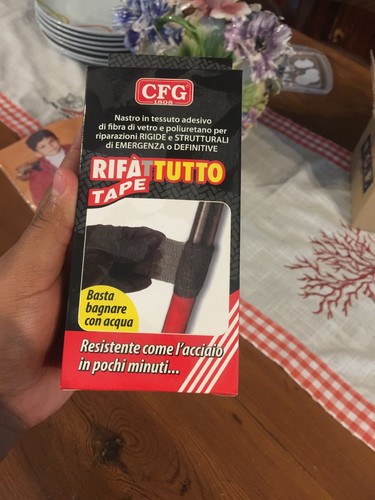 CFG
1808
Nastro in tessuto adesivo
di fibra di vetro e poliuretano per
riparazioni RIGIDE e STRUTTURALI
di EMERGENZA o DEFINITIVE
RIFÀTTUTTO
TAPE
Basta
bagnare
con acqua
Resistente come l'acciaio
in pochi minuti...